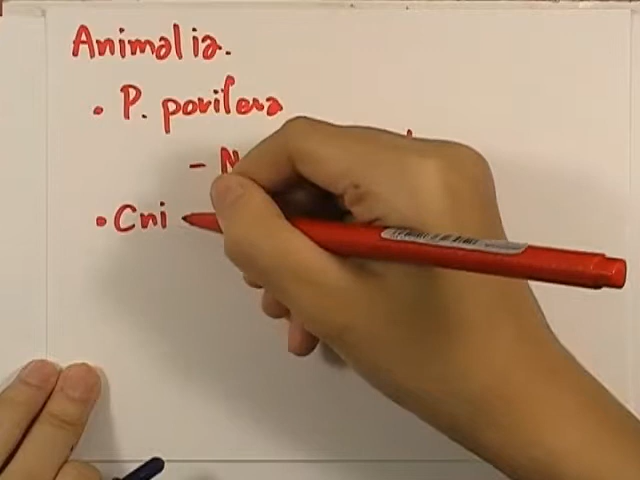 Animalia.
• P. porifera
- N
• Cni